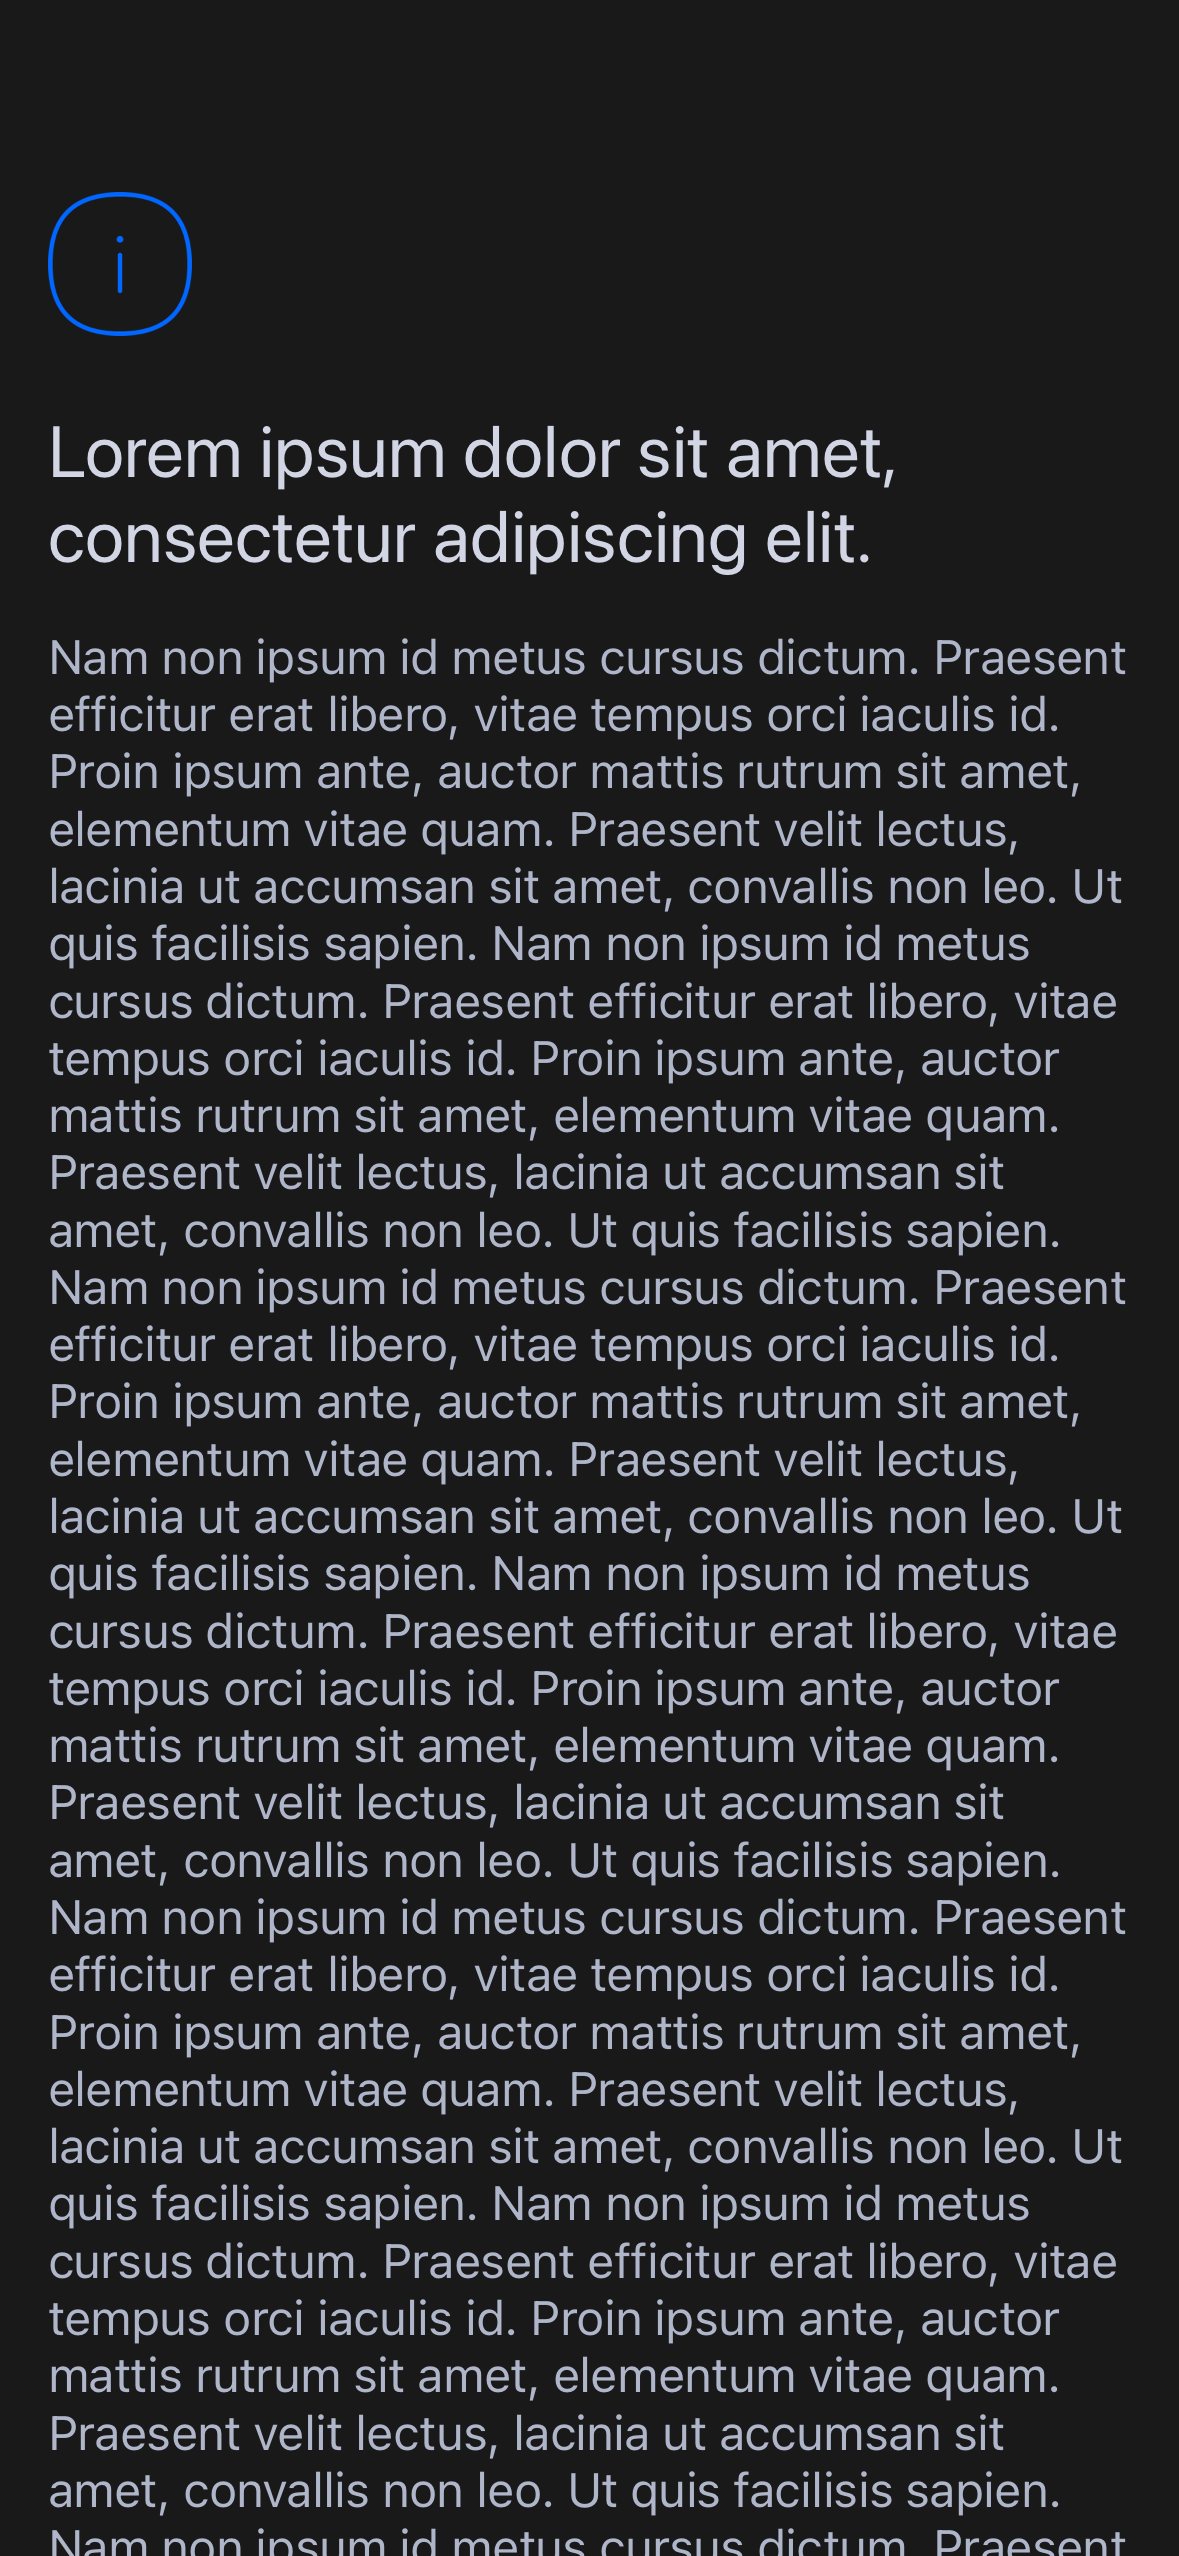 i
Lorem ipsum dolor sit amet,
consectetur adipiscing elit.
Nam non ipsum id metus cursus dictum. Praesent
efficitur erat libero, vitae tempus orci iaculis id.
Proin ipsum ante, auctor mattis rutrum sit amet,
elementum vitae quam. Praesent velit lectus,
lacinia ut accumsan sit amet, convallis non leo. Ut
quis facilisis sapien. Nam non ipsum id metus
cursus dictum. Praesent efficitur erat libero, vitae
tempus orci iaculis id. Proin ipsum ante, auctor
mattis rutrum sit amet, elementum vitae quam.
Praesent velit lectus, lacinia ut accumsan sit
amet, convallis non leo. Ut quis facilisis sapien.
Nam non ipsum id metus cursus dictum. Praesent
efficitur erat libero, vitae tempus orci iaculis id.
Proin ipsum ante, auctor mattis rutrum sit amet,
elementum vitae quam. Praesent velit lectus,
lacinia ut accumsan sit amet, convallis non leo. Ut
quis facilisis sapien. Nam non ipsum id metus
cursus dictum. Praesent efficitur erat libero, vitae
tempus orci iaculis id. Proin ipsum ante, auctor
mattis rutrum sit amet, elementum vitae quam.
Praesent velit lectus, lacinia ut accumsan sit
amet, convallis non leo. Ut quis facilisis sapien.
Nam non ipsum id metus cursus dictum. Praesent
efficitur erat libero, vitae tempus orci iaculis id.
Proin ipsum ante, auctor mattis rutrum sit amet,
elementum vitae quam. Praesent velit lectus,
lacinia ut accumsan sit amet, convallis non leo. Ut
quis facilisis sapien. Nam non ipsum id metus
cursus dictum. Praesent efficitur erat libero, vitae
tempus orci iaculis id. Proin ipsum ante, auctor
mattis rutrum sit amet, elementum vitae quam.
Praesent velit lectus, lacinia ut accumsan sit
amet, convallis non leo. Ut quis facilisis sapien.
Nam non ipsum id metus cursus dictum. Praesent